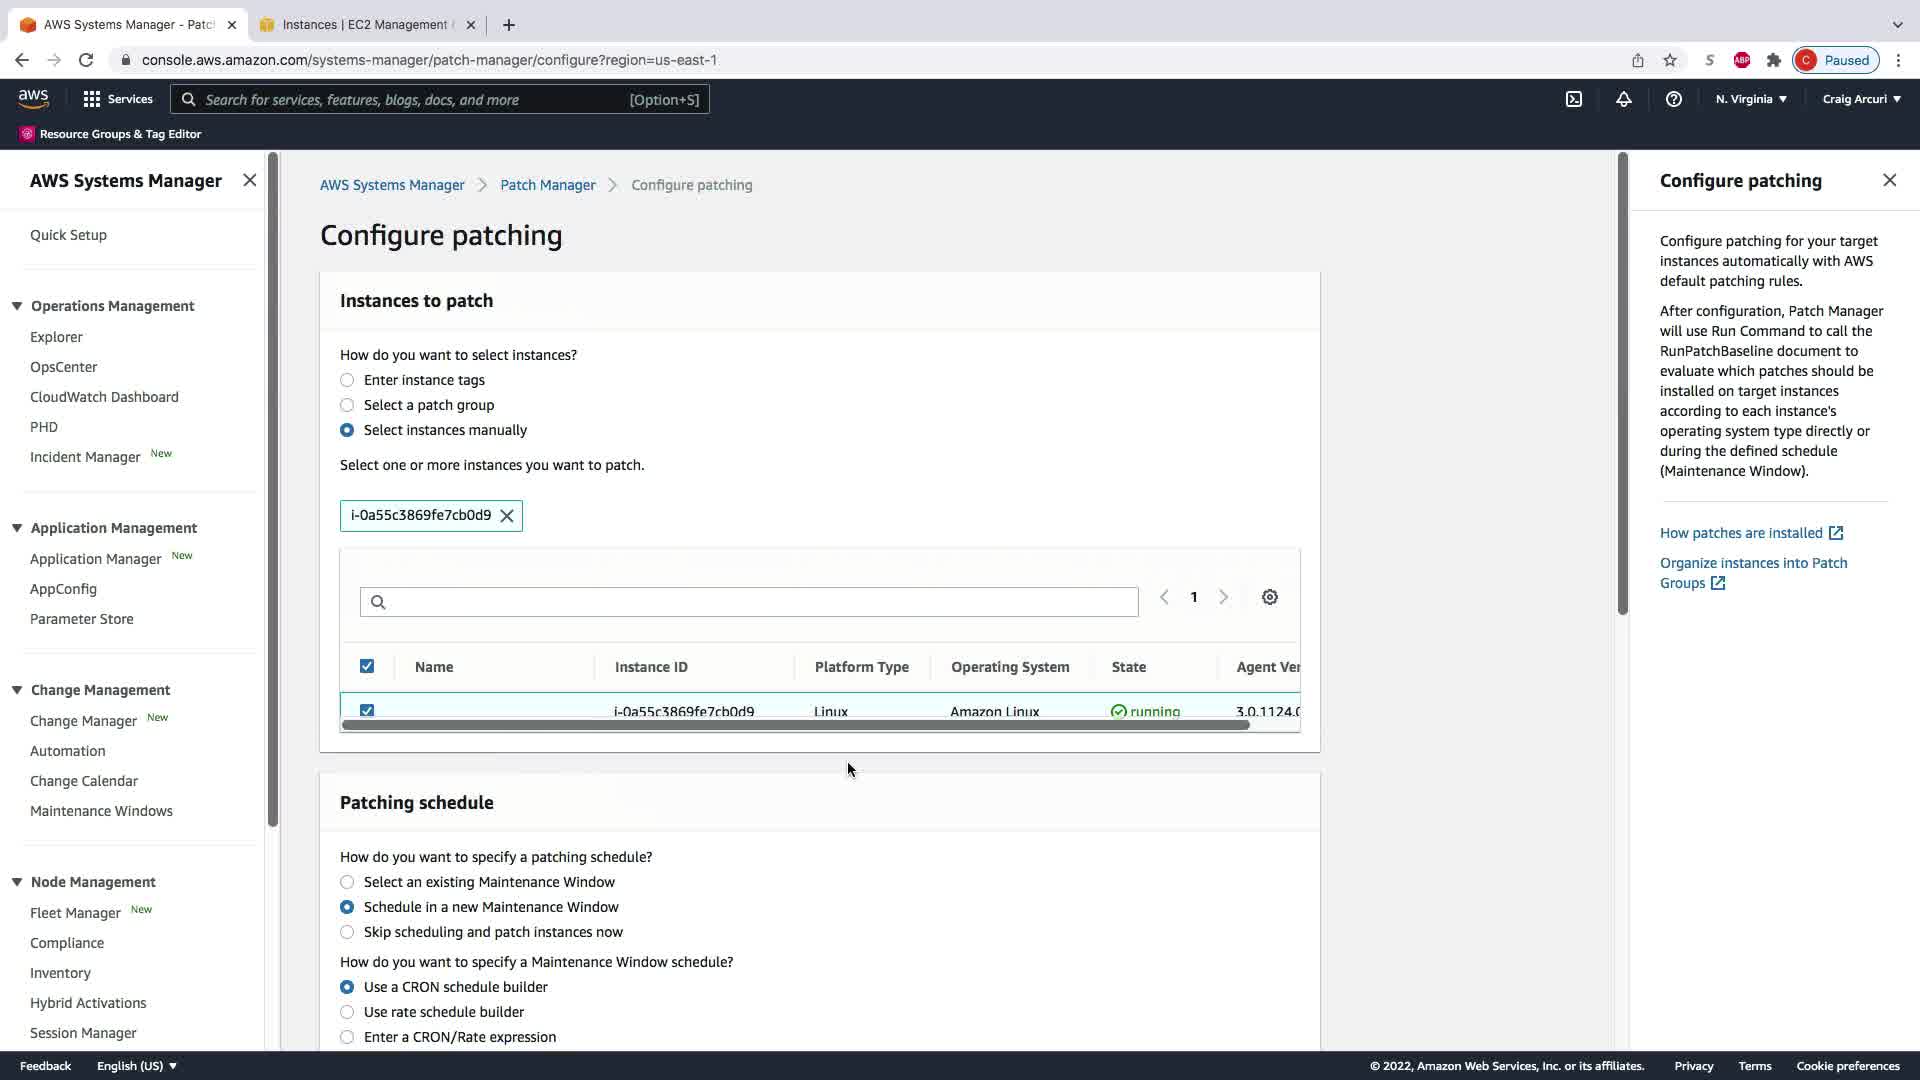 AWS Systems Manager - Patc
Instances | EC2 Management
console.aws.amazon.com/systems-manager/patch-manager/configure?region=us-east-1
S
ABP
C
Paused
aws
Services
Search for services, features, blogs, docs, and more
[Option+S]
N. Virginia
Craig Arcuri
Resource Groups & Tag Editor
AWS Systems Manager
Quick Setup
Operations Management
Explorer
OpsCenter
CloudWatch Dashboard
PHD
Incident Manager New
Application Management
Application Manager New
AppConfig
Parameter Store
Change Management
Change Manager New
Automation
Change Calendar
Maintenance Windows
Node Management
Fleet Manager New
Compliance
Inventory
Hybrid Activations
Session Manager
AWS Systems Manager
Patch Manager
Configure patching
Configure patching
Instances to patch
How do you want to select instances?
Enter instance tags
Select a patch group
Select instances manually
Select one or more instances you want to patch.
i-0a55c3869fe7cb0d9
1
Name
Instance ID
Platform Type
Operating System
State
Agent Ver
i-0a55c3869fe7cb0d9
Linux
Amazon Linux
running
3.0.1124.0
Patching schedule
How do you want to specify a patching schedule?
Select an existing Maintenance Window
Schedule in a new Maintenance Window
Skip scheduling and patch instances now
How do you want to specify a Maintenance Window schedule?
Use a CRON schedule builder
Use rate schedule builder
Enter a CRON/Rate expression
Configure patching
Configure patching for your target
instances automatically with AWS
default patching rules.
After configuration, Patch Manager
will use Run Command to call the
RunPatchBaseline document to
evaluate which patches should be
installed on target instances
according to each instance's
operating system type directly or
during the defined schedule
(Maintenance Window).
How patches are installed
Organize instances into Patch
Groups
Feedback
English (US)
© 2022, Amazon Web Services, Inc. or its affiliates.
Privacy
Terms
Cookie preferences